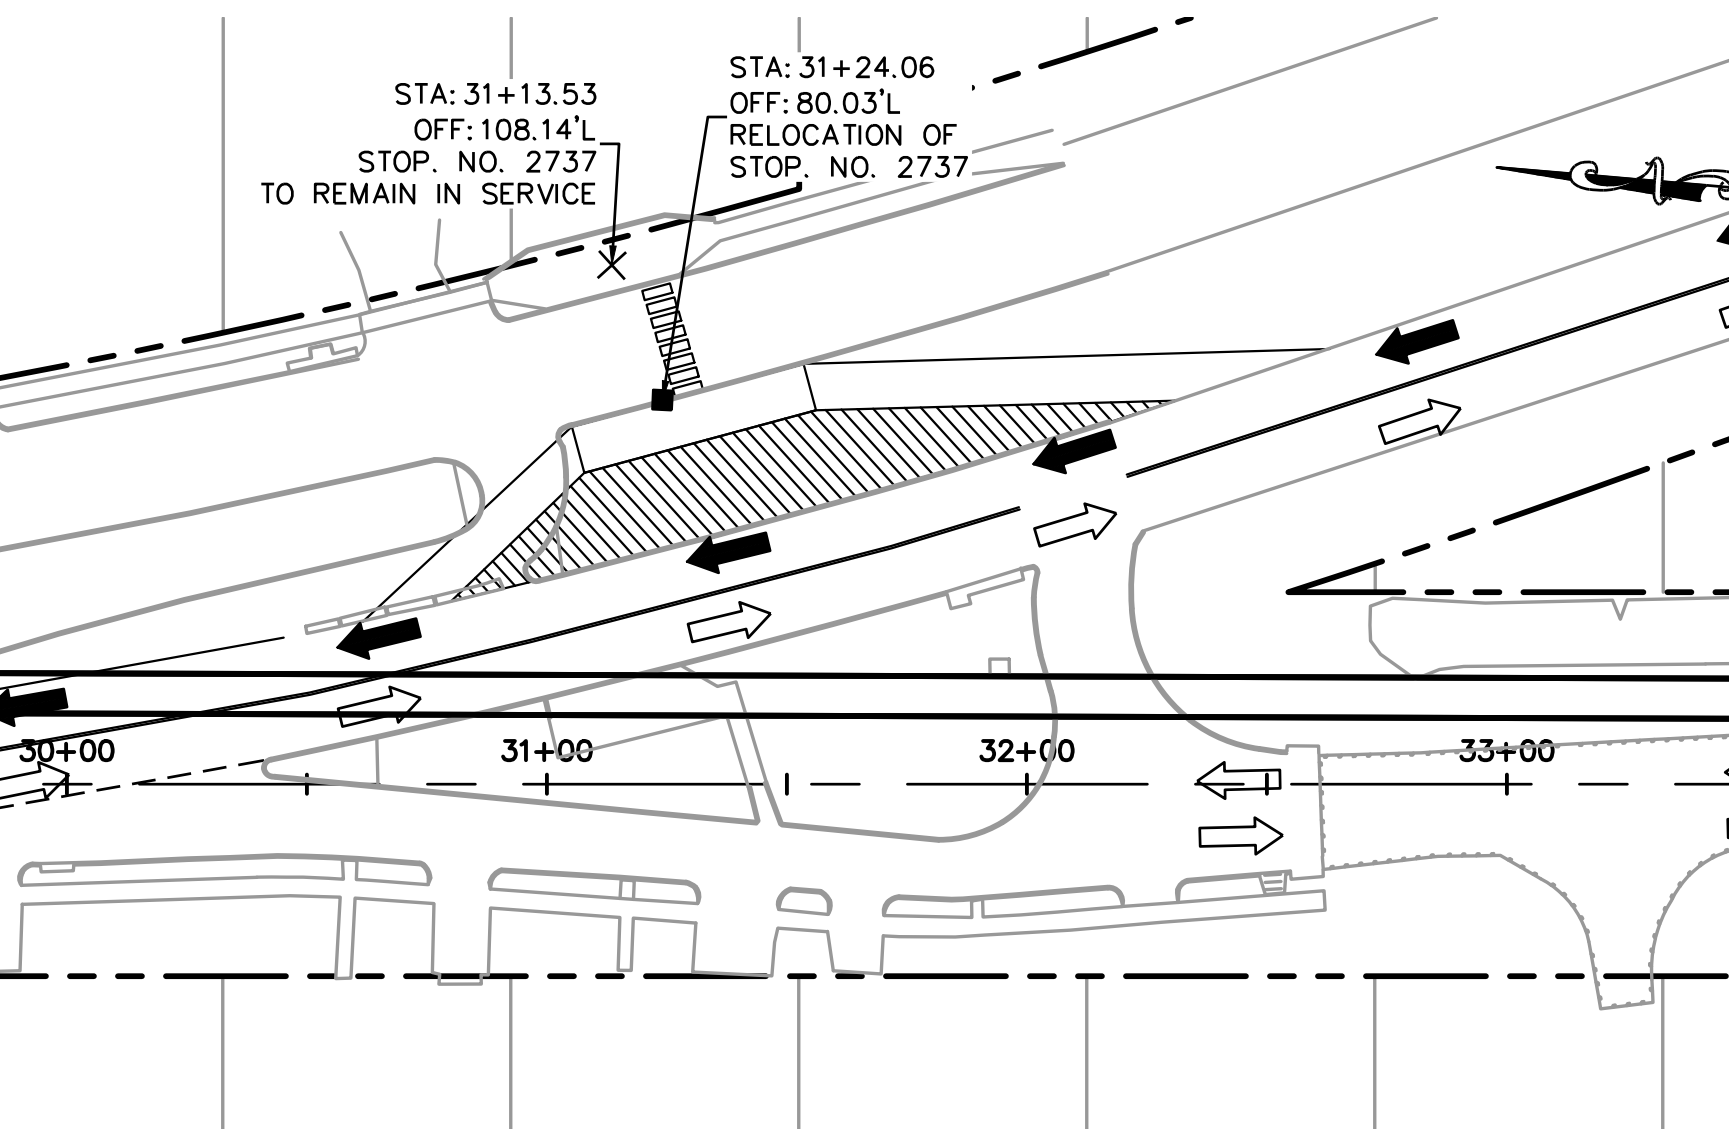 STA: 31+13.53
OFF: 108.14'L
STOP. NO. 2737
TO REMAIN IN SERVICE
STA: 31+24.06
OFF: 80.03'L
RELOCATION OF
STOP. NO. 2737
30+00
31+00
32+00
33+00